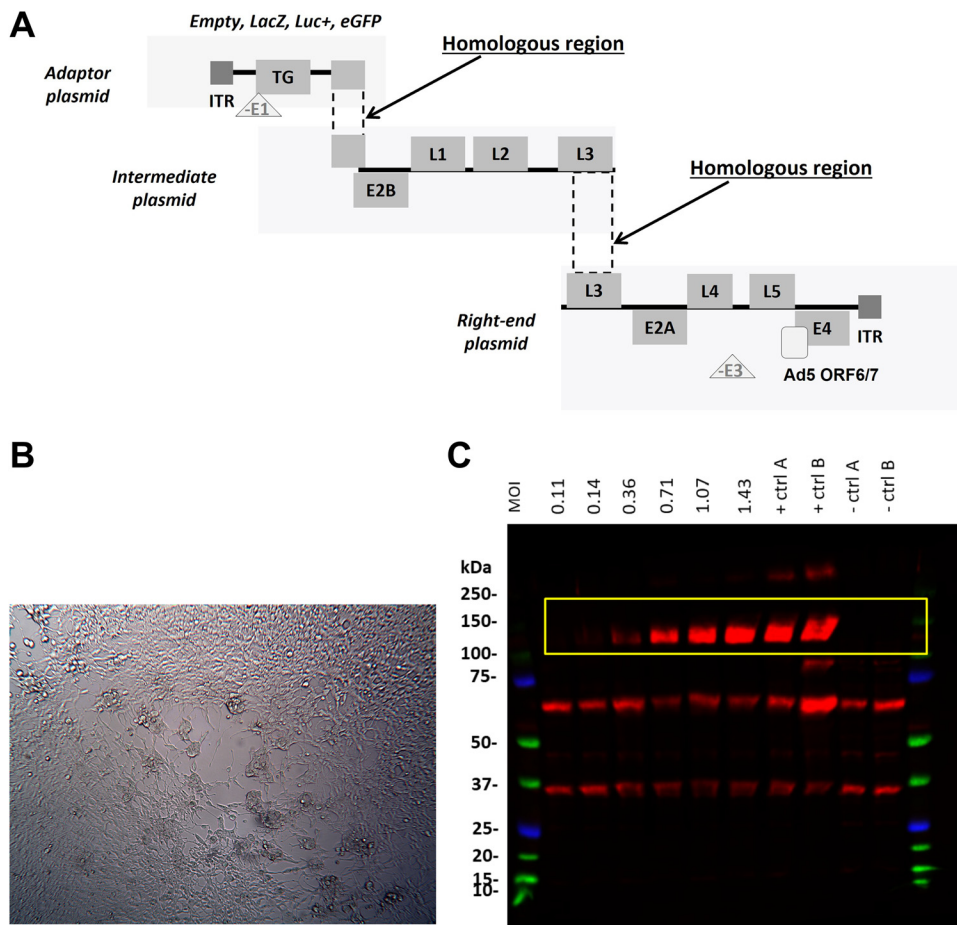 A
Empty, LacZ, Luc+, eGFP
Homologous region
Adaptor
plasmid
TG
ITR
-E1
L1
L2
L3
Homologous region
Intermediate
plasmid
E2B
L3
L4
L5
Right-end
plasmid
E2A
E4
ITR
-E3
Ad5 ORF6/7
B
C
MOI
0.11
0.14
0.36
0.71
1.07
1.43
+ ctrl A
+ ctrl B
- ctrl A
- ctrl B
kDa
250-
150-
100-
75-
50-
37-
25-
20-
15-
10-